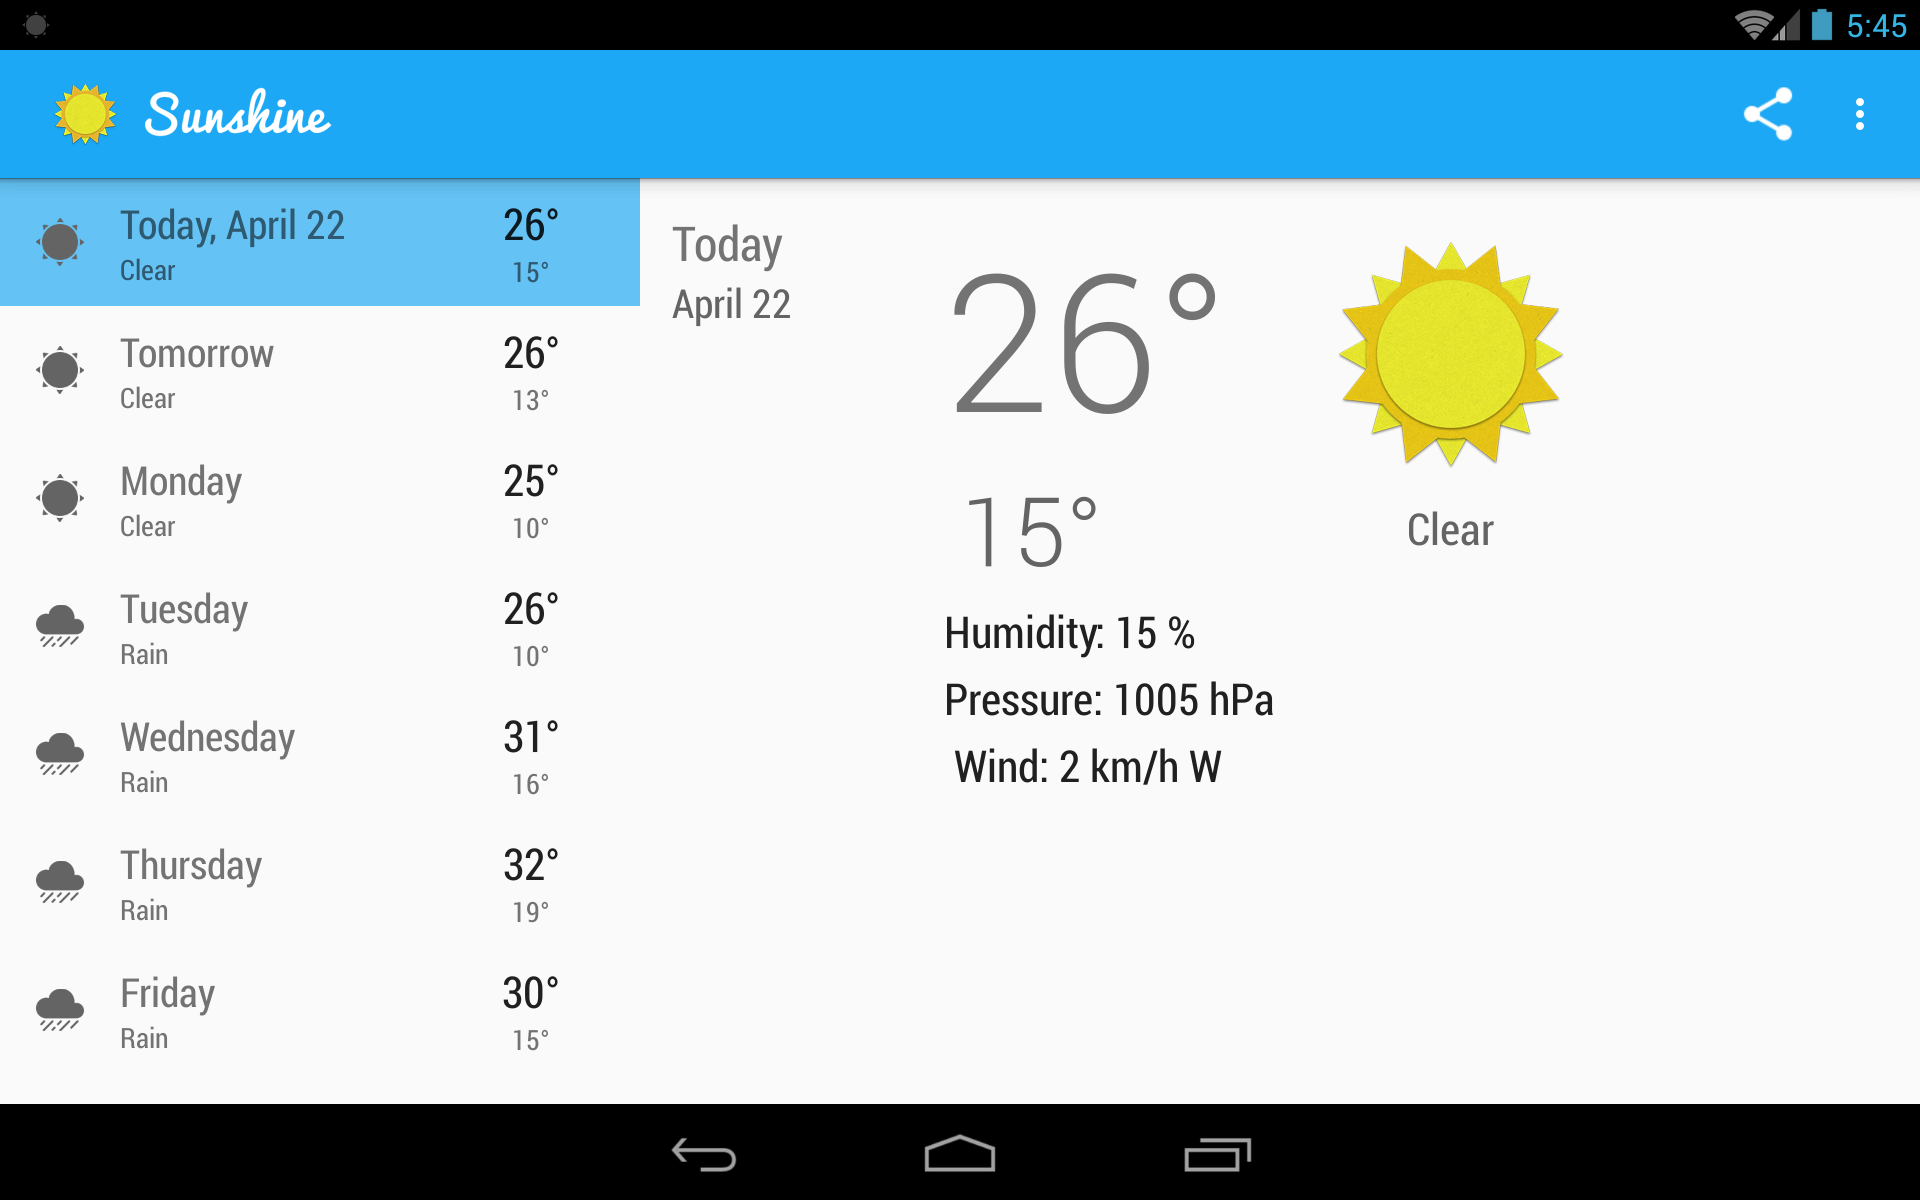 5:45
Sunshine
Today, April 22
26°
Clear
15°
Tomorrow
26°
Clear
13°
Monday
25°
Clear
10°
Tuesday
26°
Rain
10°
Wednesday
31°
Rain
16°
Thursday
32°
Rain
19°
Friday
30°
Rain
15°
Today
April 22
26°
15°
Clear
Humidity: 15 %
Pressure: 1005 hPa
Wind: 2 km/h W